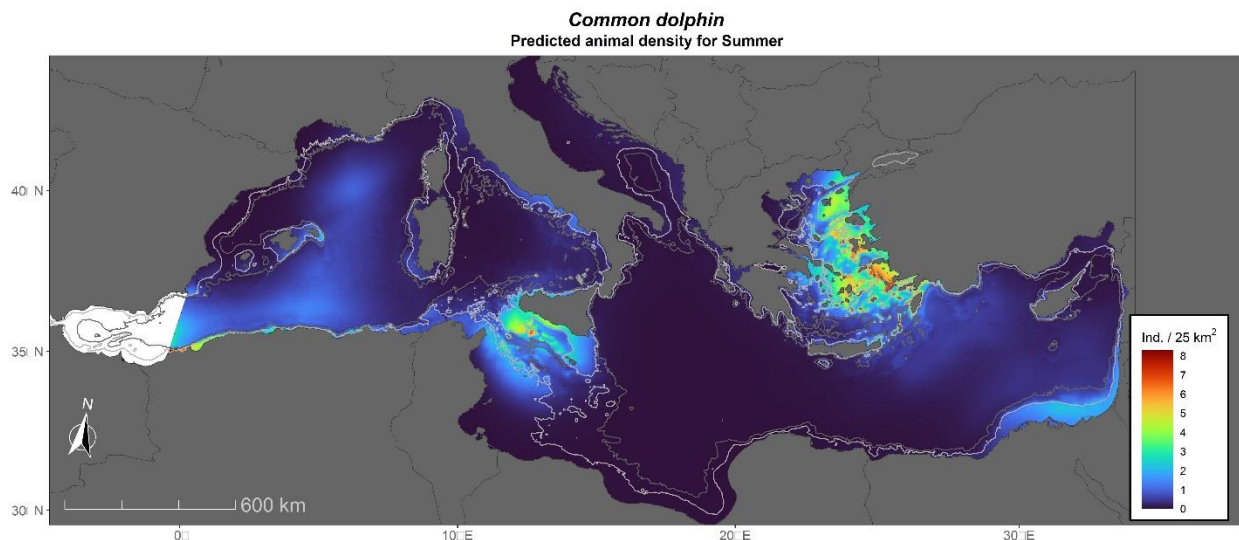 Common dolphin
Predicted animal density for Summer
40□ N
35□ N
30□ N
N
600 km
0□
10□E
20□E
30□E
Ind. / 25 km²
8
7
6
5
4
3
2
1
0